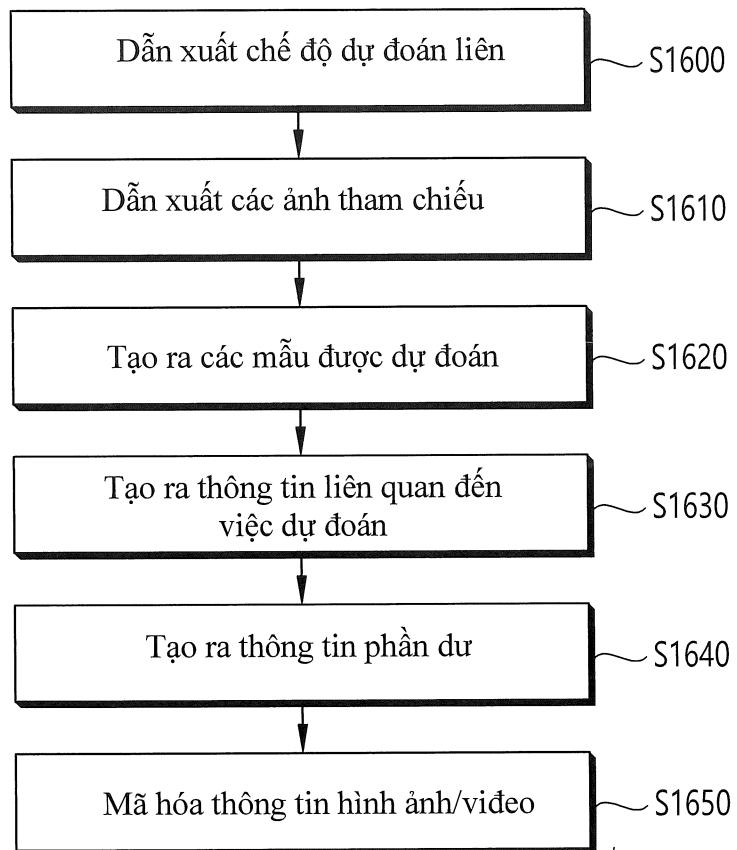 Dẫn xuất chế độ dự đoán liên
S1600
Dẫn xuất các ảnh tham chiếu
S1610
Tạo ra các mẫu được dự đoán
S1620
Tạo ra thông tin liên quan đến
việc dự đoán
S1630
Tạo ra thông tin phần dư
S1640
Mã hóa thông tin hình ảnh/viđeo
S1650